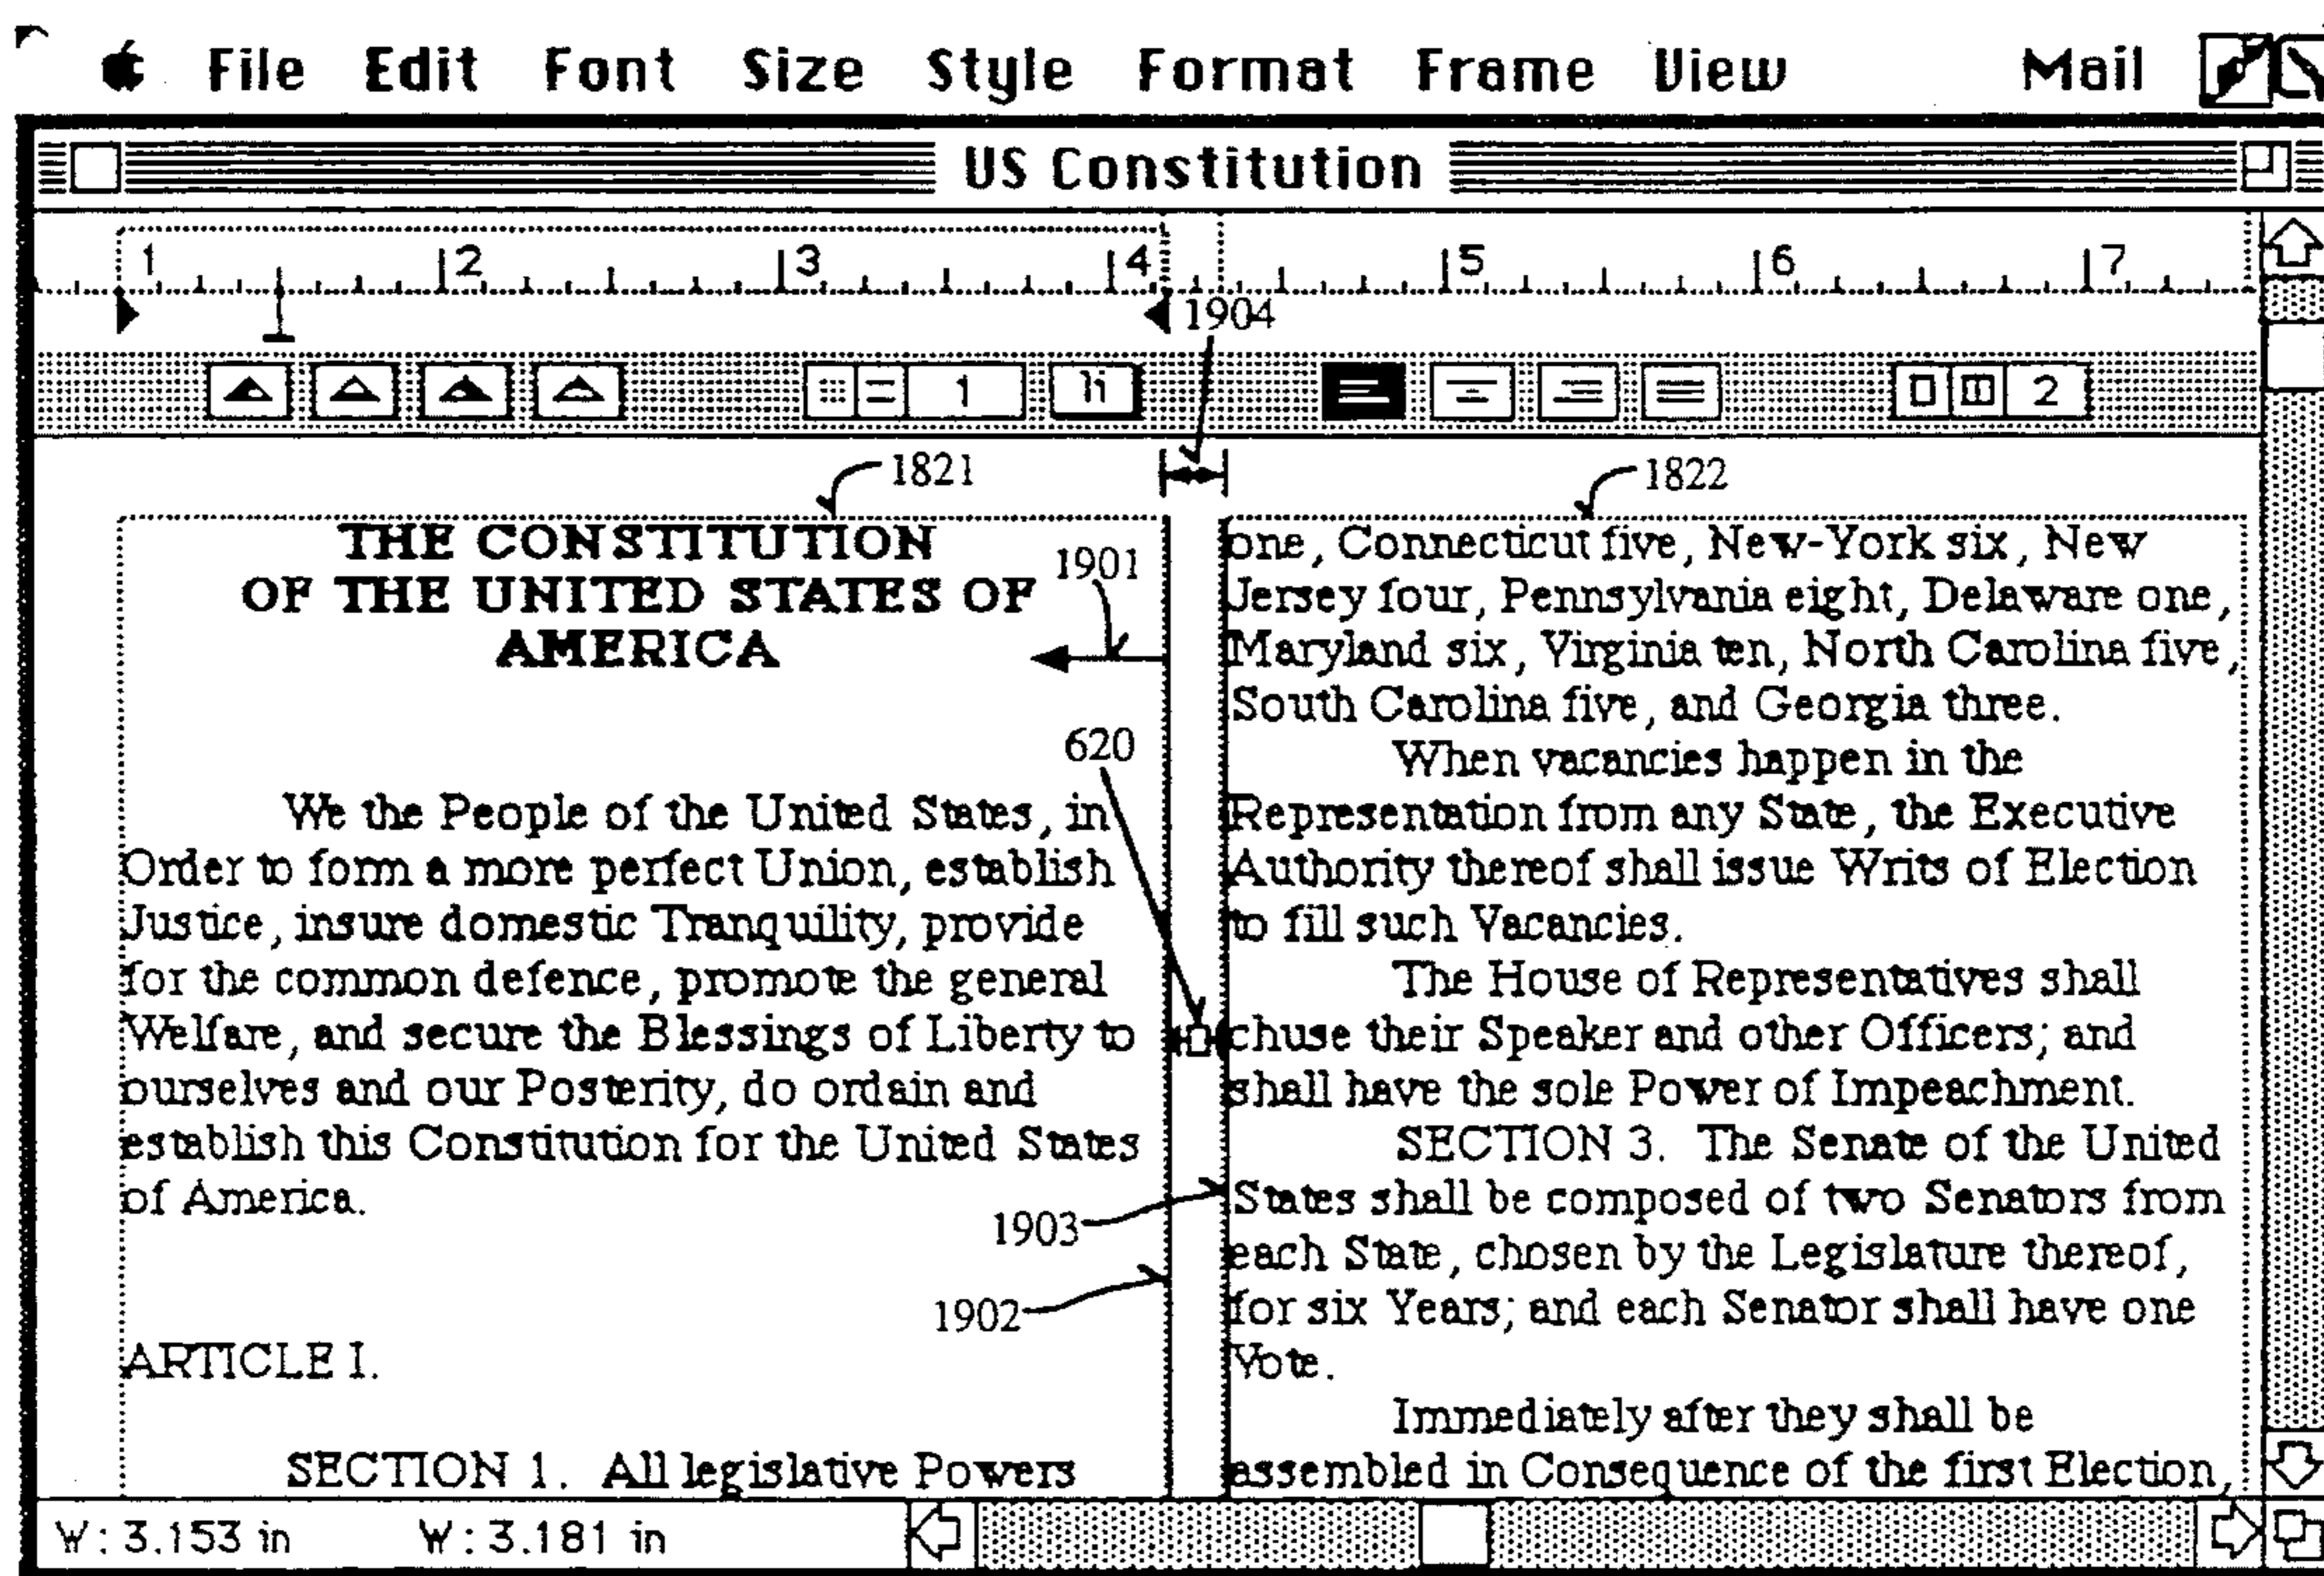 File Edit Font Size Style Format Frame View Mail
US Constitution
1 2 3 4 5 6 7
1904
1 li 2
1821
1822
THE CONSTITUTION
OF THE UNITED STATES OF
AMERICA
1901
620
We the People of the United States, in
Order to form a more perfect Union, establish
Justice, insure domestic Tranquility, provide
for the common defence, promote the general
Welfare, and secure the Blessings of Liberty to
ourselves and our Posterity, do ordain and
establish this Constitution for the United States
of America.
1903
1902
ARTICLE I.
SECTION 1. All legislative Powers
one, Connecticut five, New-York six, New
Jersey four, Pennsylvania eight, Delaware one,
Maryland six, Virginia ten, North Carolina five,
South Carolina five, and Georgia three.
When vacancies happen in the
Representation from any State, the Executive
Authority thereof shall issue Writs of Election
to fill such Vacancies.
The House of Representatives shall
chuse their Speaker and other Officers; and
shall have the sole Power of Impeachment.
SECTION 3. The Senate of the United
States shall be composed of two Senators from
each State, chosen by the Legislature thereof,
for six Years; and each Senator shall have one
Vote.
Immediately after they shall be
assembled in Consequence of the first Election,
W: 3.153 in W: 3.181 in